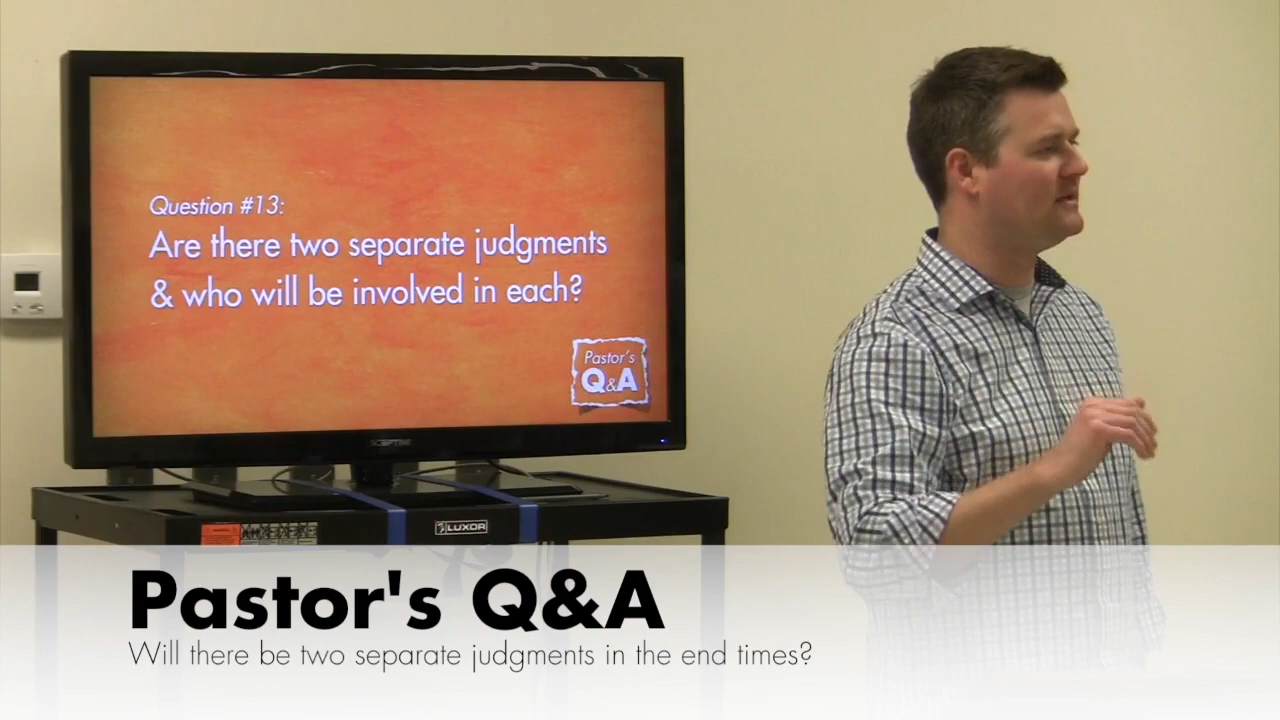 Question #13:
Are there two separate judgments
& who will be involved in each?
Pastor's
Q&A
SCEPTRE
LUXOR
Pastor's Q&A
Will there be two separate judgments in the end times?